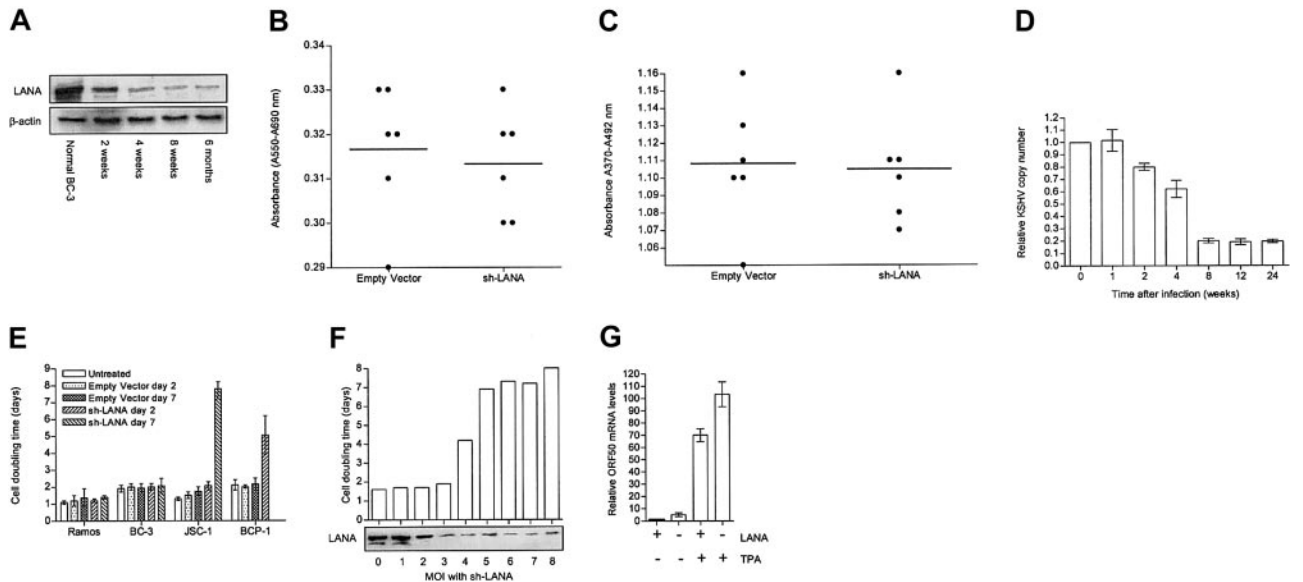 A
LANA
β-actin
Normal BC-3
2 weeks
4 weeks
8 weeks
6 months
B
Absorbance (A550-A690 nm)
0.34
0.33
0.32
0.31
0.30
0.29
Empty Vector
sh-LANA
C
Absorbance A370-A492 nm
1.16
1.15
1.14
1.13
1.12
1.11
1.10
1.09
1.08
1.07
1.06
Empty Vector
sh-LANA
D
Relative KSHV copy number
1.2
1.1
1.0
0.9
0.8
0.7
0.6
0.5
0.4
0.3
0.2
0.1
0.0
0 1 2 4 8 12 24
Time after infection (weeks)
E
Cell doubling time (days)
9
8
7
6
5
4
3
2
1
0
Untreated
Empty Vector day 2
Empty Vector day 7
sh-LANA day 2
sh-LANA day 7
Ramos BC-3 JSC-1 BCP-1
F
Cell doubling time (days)
8
7
6
5
4
3
2
1
0
LANA
0 1 2 3 4 5 6 7 8
MOI with sh-LANA
G
Relative ORF50 mRNA levels
120
110
100
90
80
70
60
50
40
30
20
10
0
+ - + - LANA
- - + + TPA